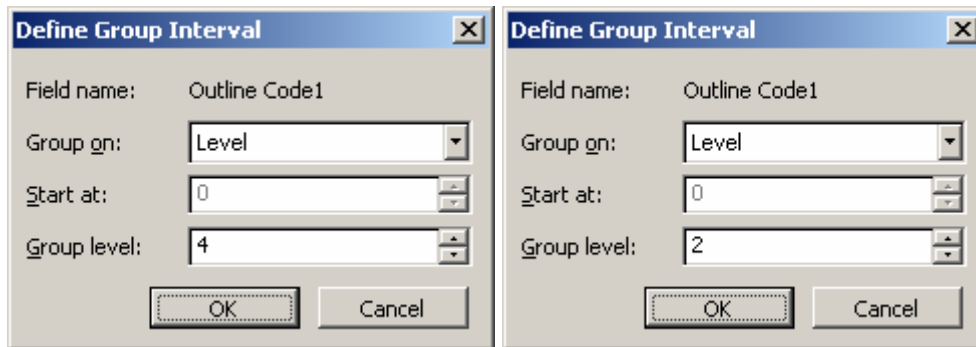 Define Group Interval
Field name: Outline Code1
Group on: Level
Start at: 0
Group level: 4
OK Cancel
Define Group Interval
Field name: Outline Code1
Group on: Level
Start at: 0
Group level: 2
OK Cancel